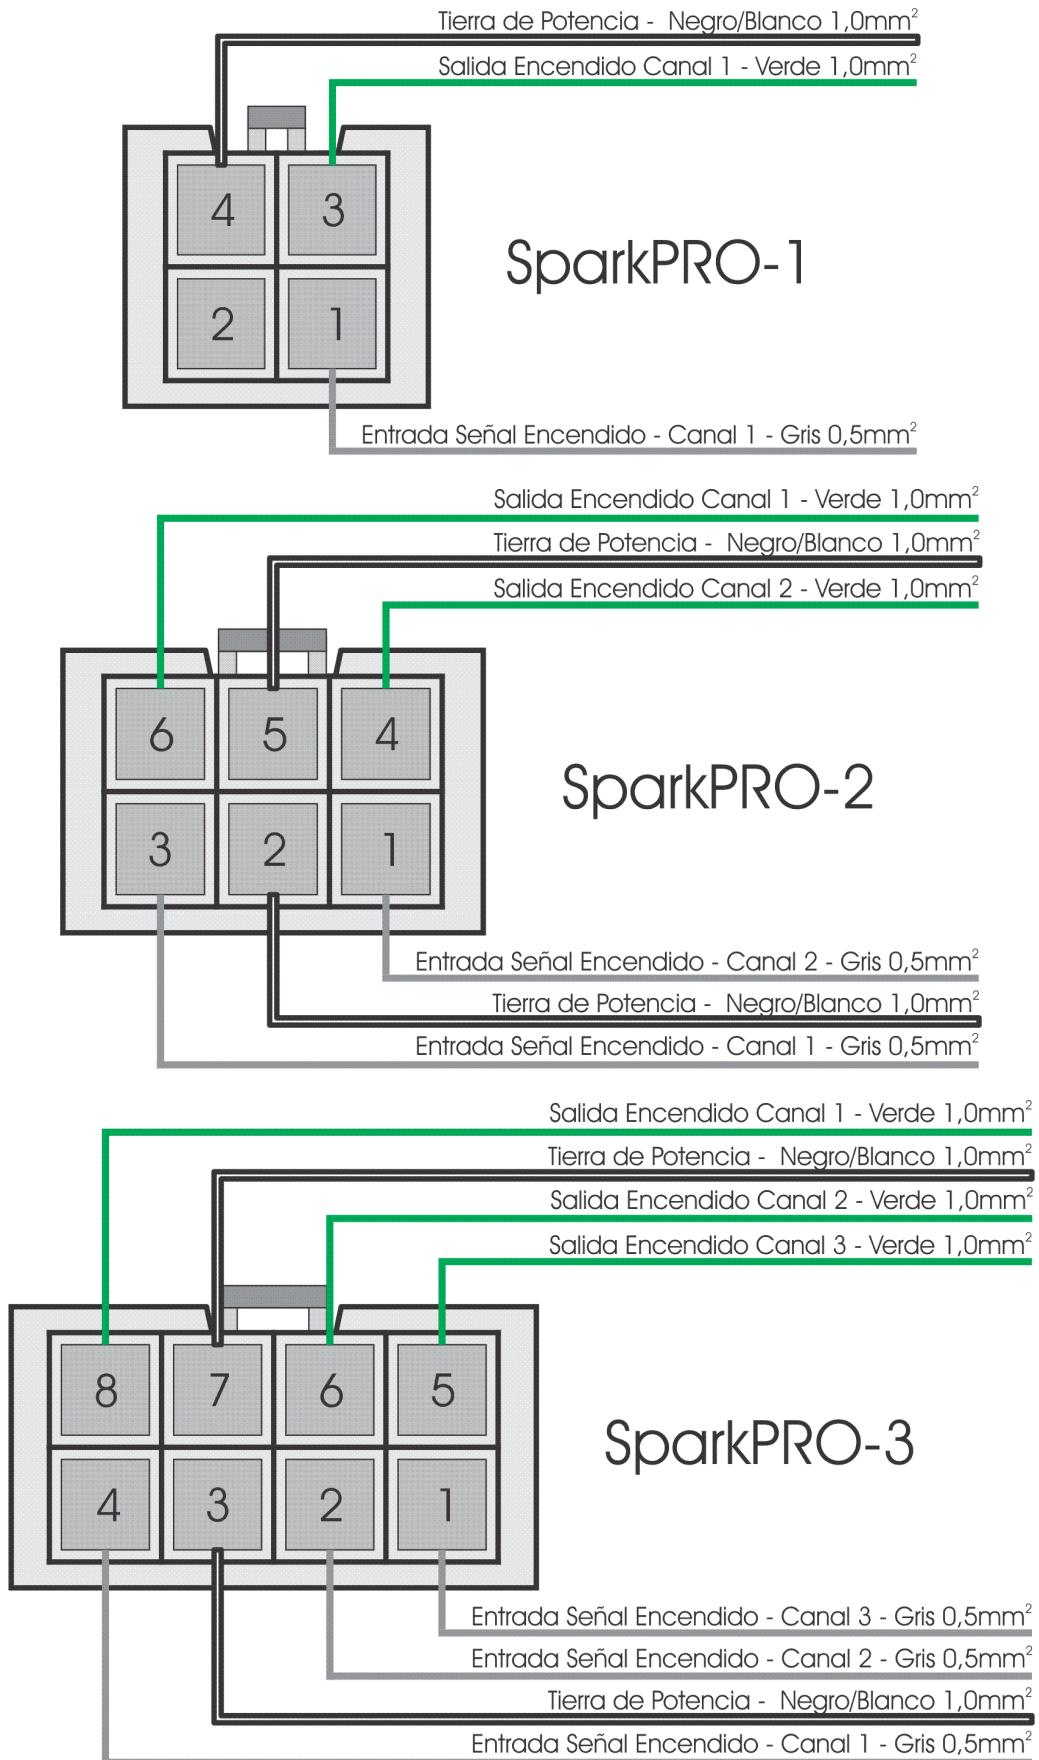 Tierra de Potencia - Negro/Blanco 1,0mm²
Salida Encendido Canal 1 - Verde 1,0mm²
4 3
SparkPRO-1
2 1
Entrada Señal Encendido - Canal 1 - Gris 0,5mm²
Salida Encendido Canal 1 - Verde 1,0mm²
Tierra de Potencia - Negro/Blanco 1,0mm²
Salida Encendido Canal 2 - Verde 1,0mm²
6 5 4
SparkPRO-2
3 2 1
Entrada Señal Encendido - Canal 2 - Gris 0,5mm²
Tierra de Potencia - Negro/Blanco 1,0mm²
Entrada Señal Encendido - Canal 1 - Gris 0,5mm²
Salida Encendido Canal 1 - Verde 1,0mm²
Tierra de Potencia - Negro/Blanco 1,0mm²
Salida Encendido Canal 2 - Verde 1,0mm²
Salida Encendido Canal 3 - Verde 1,0mm²
8 7 6 5
SparkPRO-3
4 3 2 1
Entrada Señal Encendido - Canal 3 - Gris 0,5mm²
Entrada Señal Encendido - Canal 2 - Gris 0,5mm²
Tierra de Potencia - Negro/Blanco 1,0mm²
Entrada Señal Encendido - Canal 1 - Gris 0,5mm²